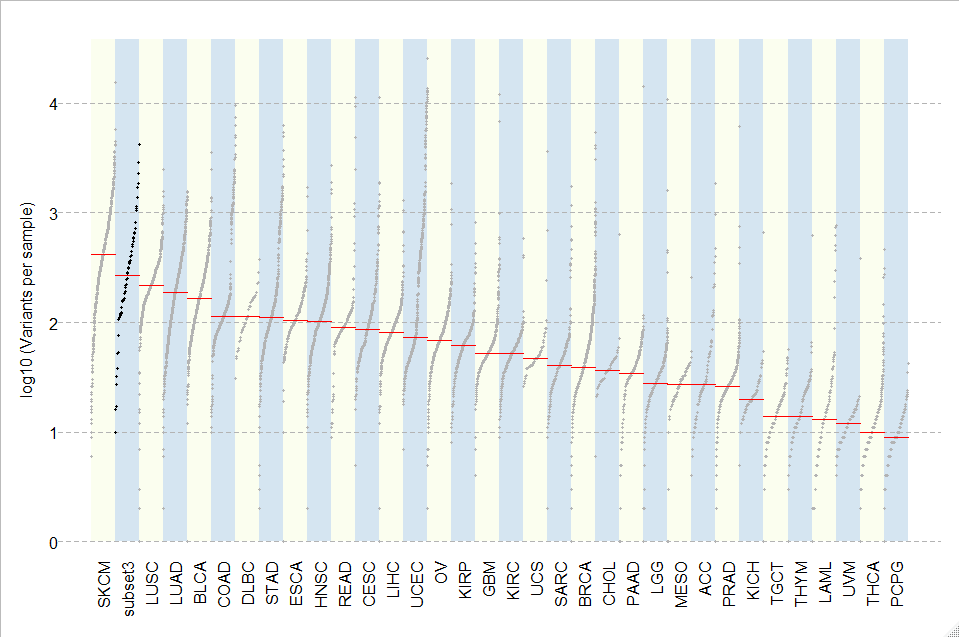 log10 (Variants per sample)
4
3
2
1
0
SKCM
subset3
LUSC
LUAD
BLCA
COAD
DLBC
STAD
ESCA
HNSC
READ
CESC
LIHC
UCEC
OV
KIRP
GBM
KIRC
UCS
SARC
BRCA
CHOL
PAAD
LGG
MESO
ACC
PRAD
KICH
TGCT
THYM
LAML
UVM
THCA
PCPG